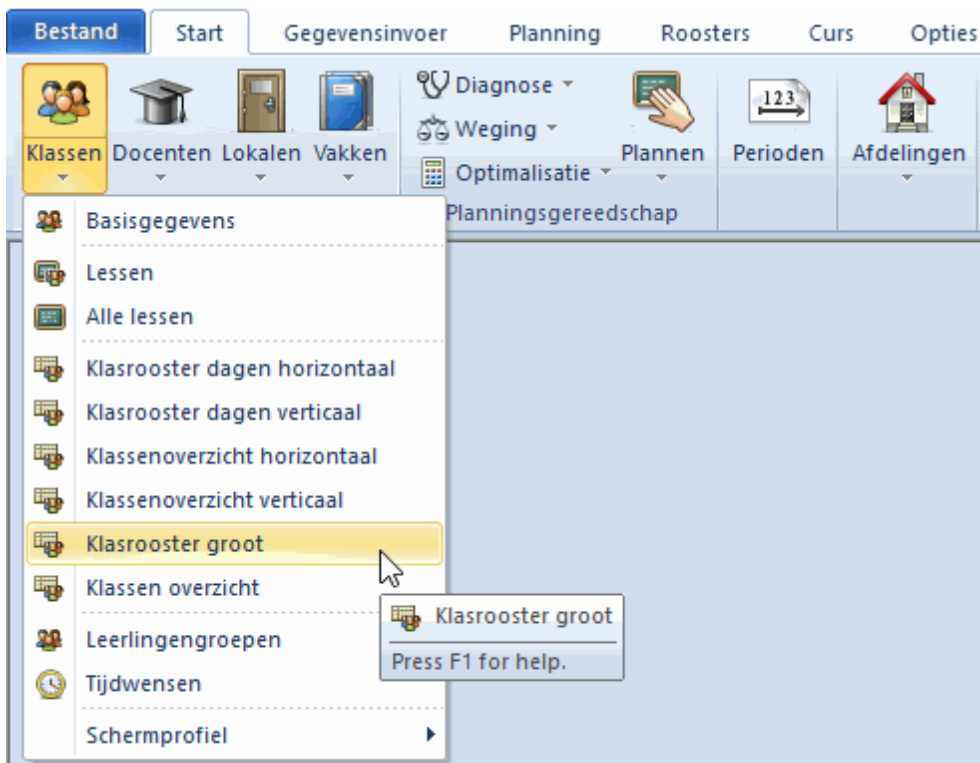 Bestand Start Gegevensinvoer Planning Roosters Curs Opties
Diagnose
Weging
Optimalisatie
Klassen Docenten Lokalen Vakken Plannen Perioden Afdelingen
123
Planningsgereedschap
Basisgegevens
Lessen
Alle lessen
Klasrooster dagen horizontaal
Klasrooster dagen verticaal
Klassenoverzicht horizontaal
Klassenoverzicht verticaal
Klasrooster groot
Klassen overzicht
Klasrooster groot
Press F1 for help.
Leerlingengroepen
Tijdwensen
Schermprofiel